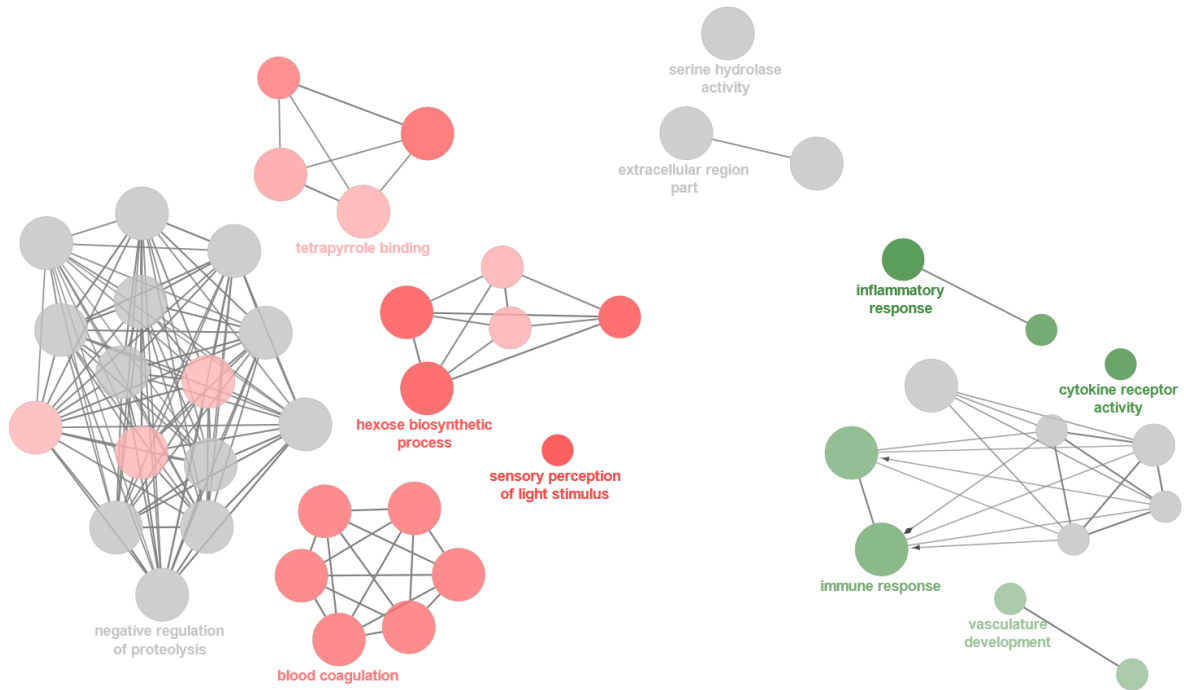 serine hydrolase
activity
extracellular region
part
tetrapyrrole binding
inflammatory
response
cytokine receptor
activity
hexose biosynthetic
process
sensory perception
of light stimulus
immune response
vasculature
development
negative regulation
of proteolysis
blood coagulation